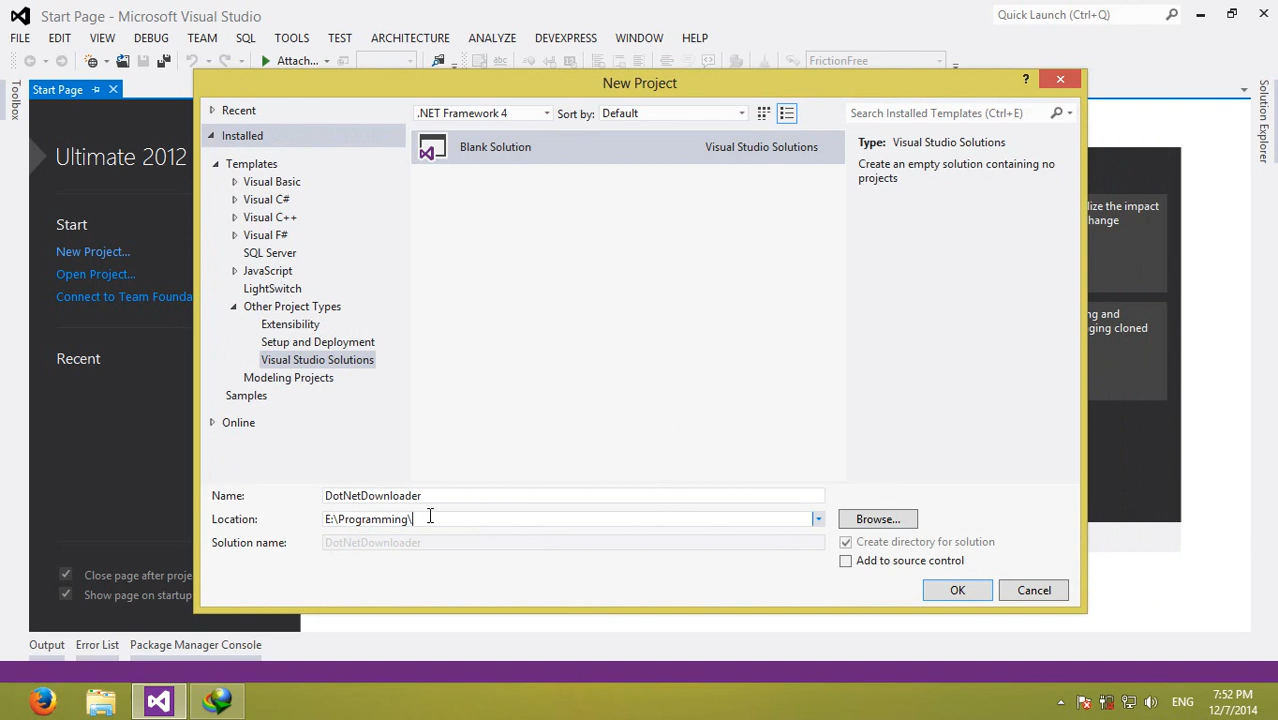 Start Page - Microsoft Visual Studio
Quick Launch (Ctrl+Q)
FILE EDIT VIEW DEBUG TEAM SQL TOOLS TEST ARCHITECTURE ANALYZE DEVEXPRESS WINDOW HELP
Attach...
FrictionFree
Start Page
Toolbox
Solution Explorer
New Project
?
Recent
Installed
.NET Framework 4
Sort by:
Default
Search Installed Templates (Ctrl+E)
Ultimate 2012
Templates
Visual Basic
Visual C#
Visual C++
Visual F#
SQL Server
JavaScript
LightSwitch
Other Project Types
Extensibility
Setup and Deployment
Visual Studio Solutions
Modeling Projects
Samples
Online
Blank Solution
Visual Studio Solutions
Type: Visual Studio Solutions
Create an empty solution containing no
projects
Start
New Project...
Open Project...
Connect to Team Founda
Recent
lize the impact
change
ng and
ging cloned
Name:
DotNetDownloader
Location:
E:\Programming\
Browse...
Solution name:
DotNetDownloader
Create directory for solution
Add to source control
OK
Cancel
Close page after proje
Show page on startup
Output
Error List
Package Manager Console
ENG
7:52 PM
12/7/2014